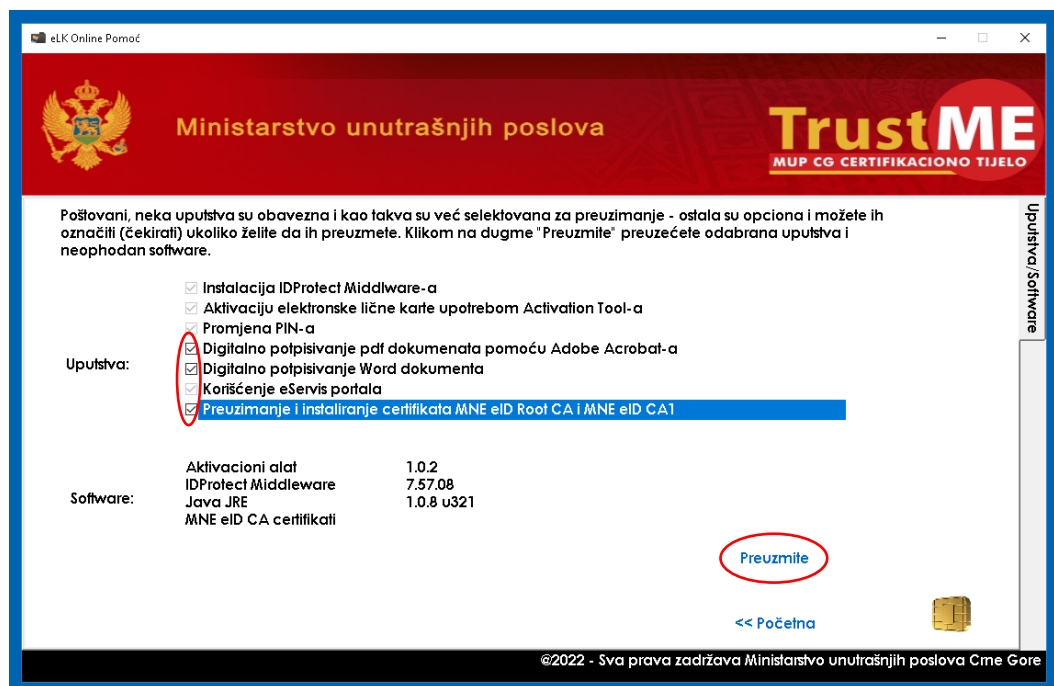 eLK Online Pomoć
Ministarstvo unutrašnjih poslova
TrustME
MUP CG CERTIFIKACIONO TIJELO
Poštovani, neka uputstva su obavezna i kao takva su već selektovana za preuzimanje - ostala su opciona i možete ih
označiti (čekirati) ukoliko želite da ih preuzmete. Klikom na dugme "Preuzmite" preuzećete odabrana uputstva i
neophodan software.
Uputstva/Software
Instalacija IDProtect Middlware-a
Aktivaciju elektronske lične karte upotrebom Activation Tool-a
Promjena PIN-a
Digitalno potpisivanje pdf dokumenata pomoću Adobe Acrobat-a
Uputstva:
Digitalno potpisivanje Word dokumenta
Korišćenje eServis portala
Preuzimanje i instaliranje certifikata MNE eID Root CA i MNE eID CA1
Software:
Aktivacioni alat 1.0.2
IDProtect Middleware 7.57.08
Java JRE 1.0.8 u321
MNE eID CA certifikati
Preuzmite
<< Početna
@2022 - Sva prava zadržava Ministarstvo unutrašnjih poslova Crne Gore